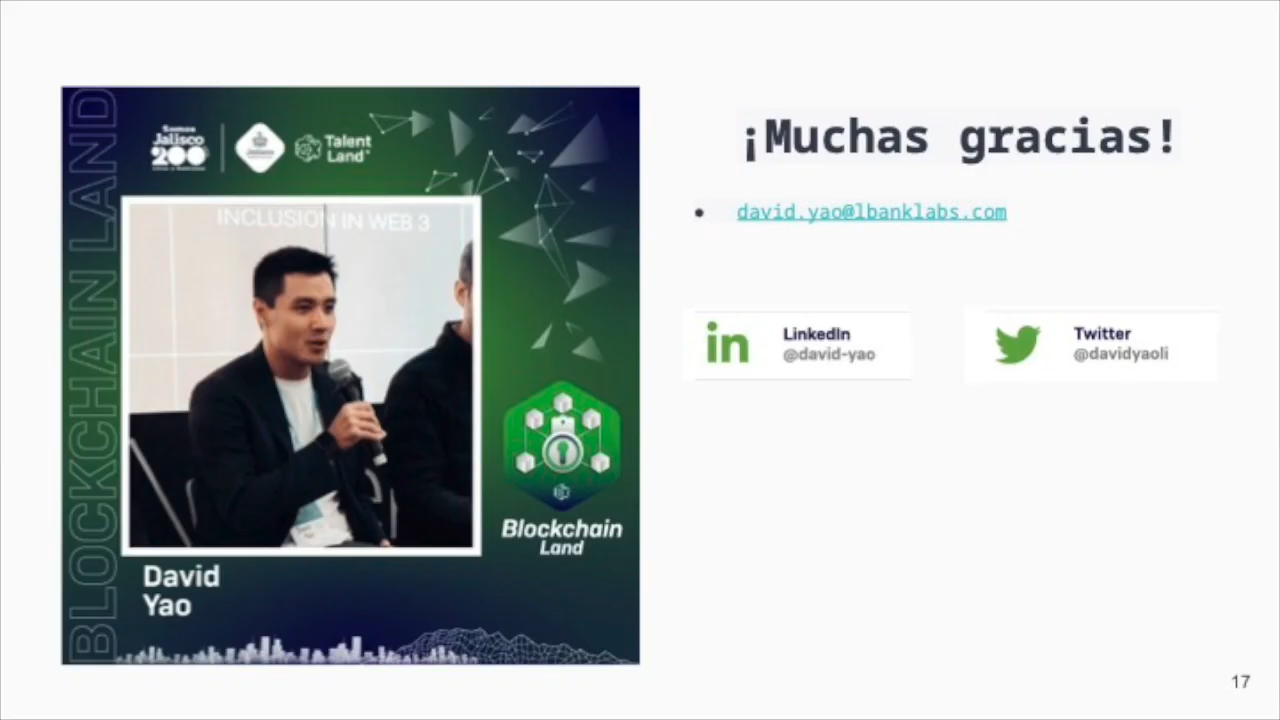 BLOCKCHAIN LAND
Somos
Jalisco
200
Talent
Land
INCLUSION IN WEB 3
Blockchain
Land
David
Yao
¡Muchas gracias!
david.yao@lbanklabs.com
LinkedIn
@david-yao
Twitter
@davidyaoli
17